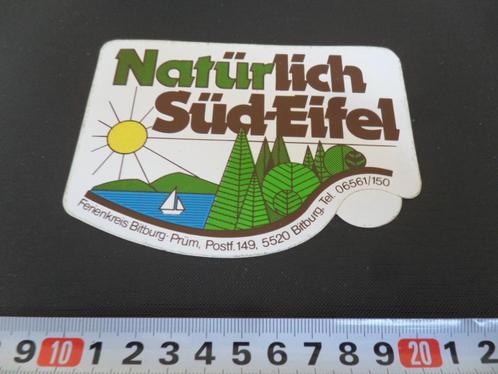 Natürlich
Süd-Eifel
Ferienkreis Bitburg-Prüm, Postf. 149, 5520 Bitburg, Tel. 06561/150
9 10 1 2 3 4 5 6 7 8 9 20 1 2